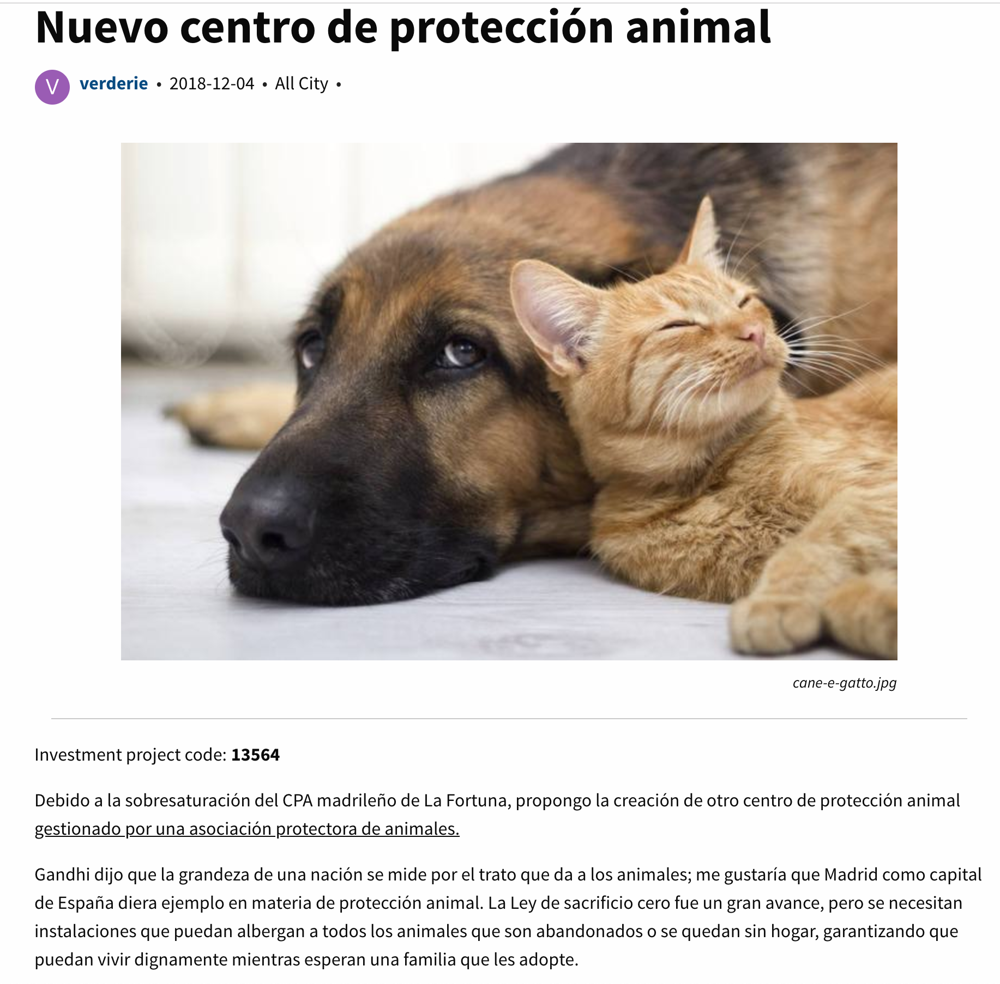 Nuevo centro de protección animal
V verderie • 2018-12-04 • All City •
cane-e-gatto.jpg
Investment project code: 13564
Debido a la sobresaturación del CPA madrileño de La Fortuna, propongo la creación de otro centro de protección animal
gestionado por una asociación protectora de animales.
Gandhi dijo que la grandeza de una nación se mide por el trato que da a los animales; me gustaría que Madrid como capital
de España diera ejemplo en materia de protección animal. La Ley de sacrificio cero fue un gran avance, pero se necesitan
instalaciones que puedan albergan a todos los animales que son abandonados o se quedan sin hogar, garantizando que
puedan vivir dignamente mientras esperan una familia que les adopte.